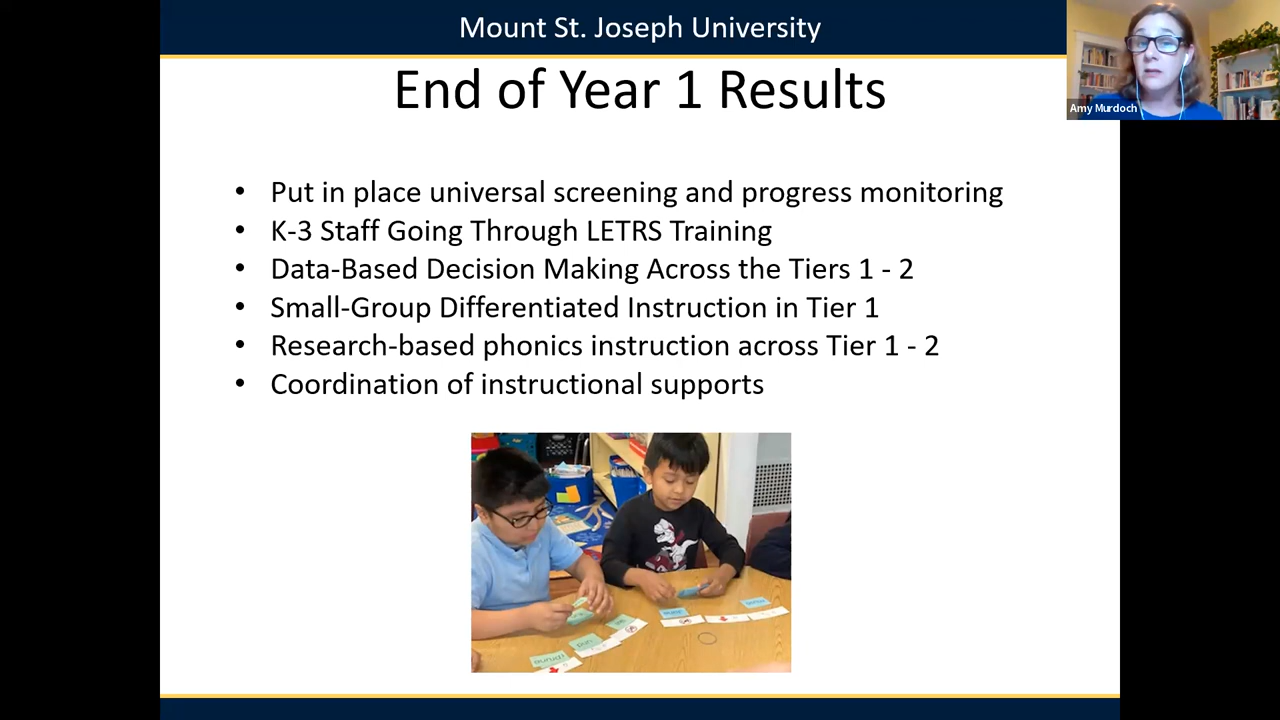 Mount St. Joseph University
Amy Murdoch
End of Year 1 Results
• Put in place universal screening and progress monitoring
• K-3 Staff Going Through LETRS Training
• Data-Based Decision Making Across the Tiers 1 - 2
• Small-Group Differentiated Instruction in Tier 1
• Research-based phonics instruction across Tier 1 - 2
• Coordination of instructional supports